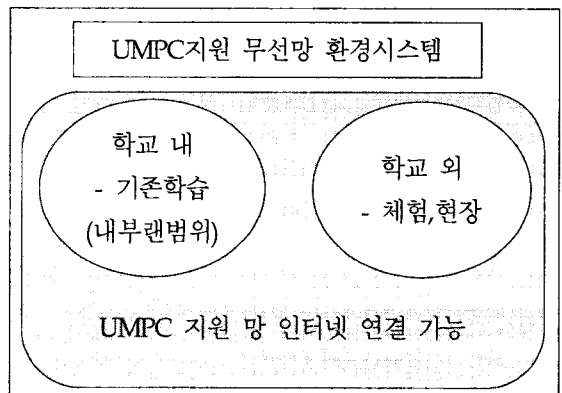 UMPC지원 무선망 환경시스템
학교 내
- 기존학습
(내부랜범위)
학교 외
- 체험,현장
UMPC 지원 망 인터넷 연결 가능